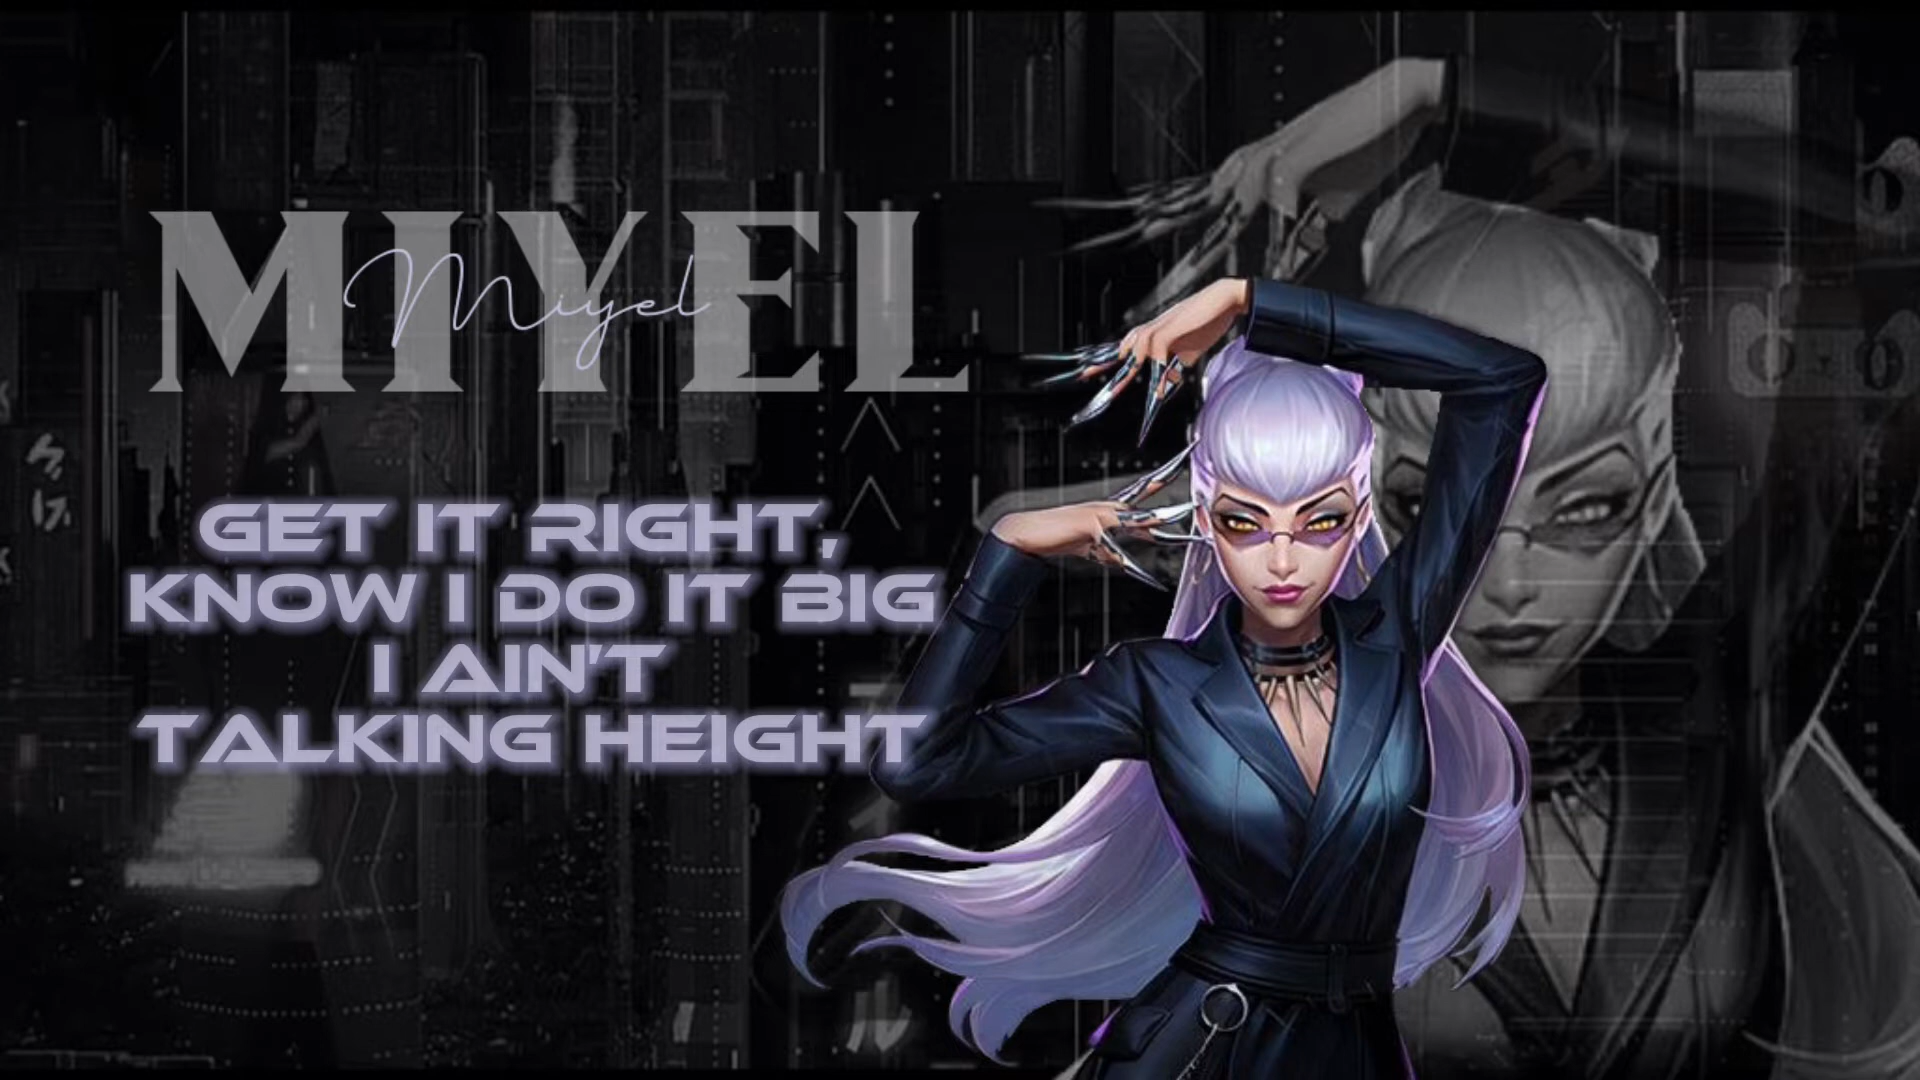 MIYEL
Miyel
GET IT RIGHT,
KNOW I DO IT BIG
I AIN'T
TALKING HEIGHT